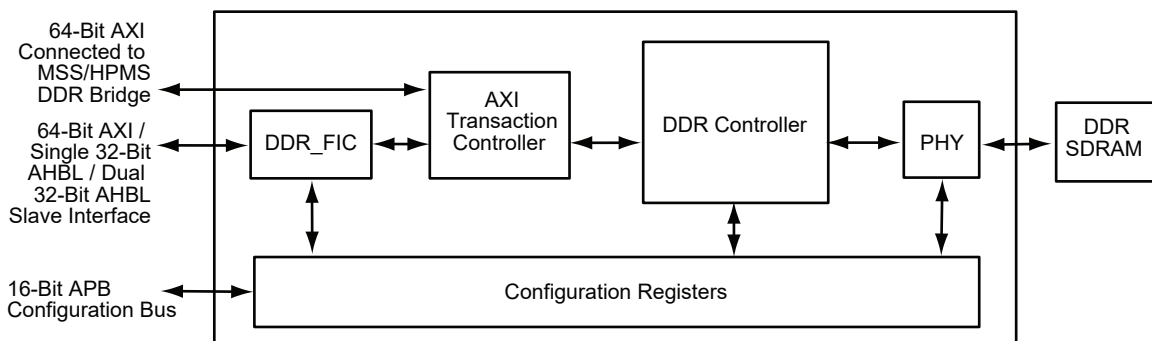 64-Bit AXI
Connected to
MSS/HPMS
DDR Bridge
64-Bit AXI /
Single 32-Bit
AHBL / Dual
32-Bit AHBL
Slave Interface
16-Bit APB
Configuration Bus
DDR_FIC
AXI
Transaction
Controller
DDR Controller
PHY
DDR
SDRAM
Configuration Registers